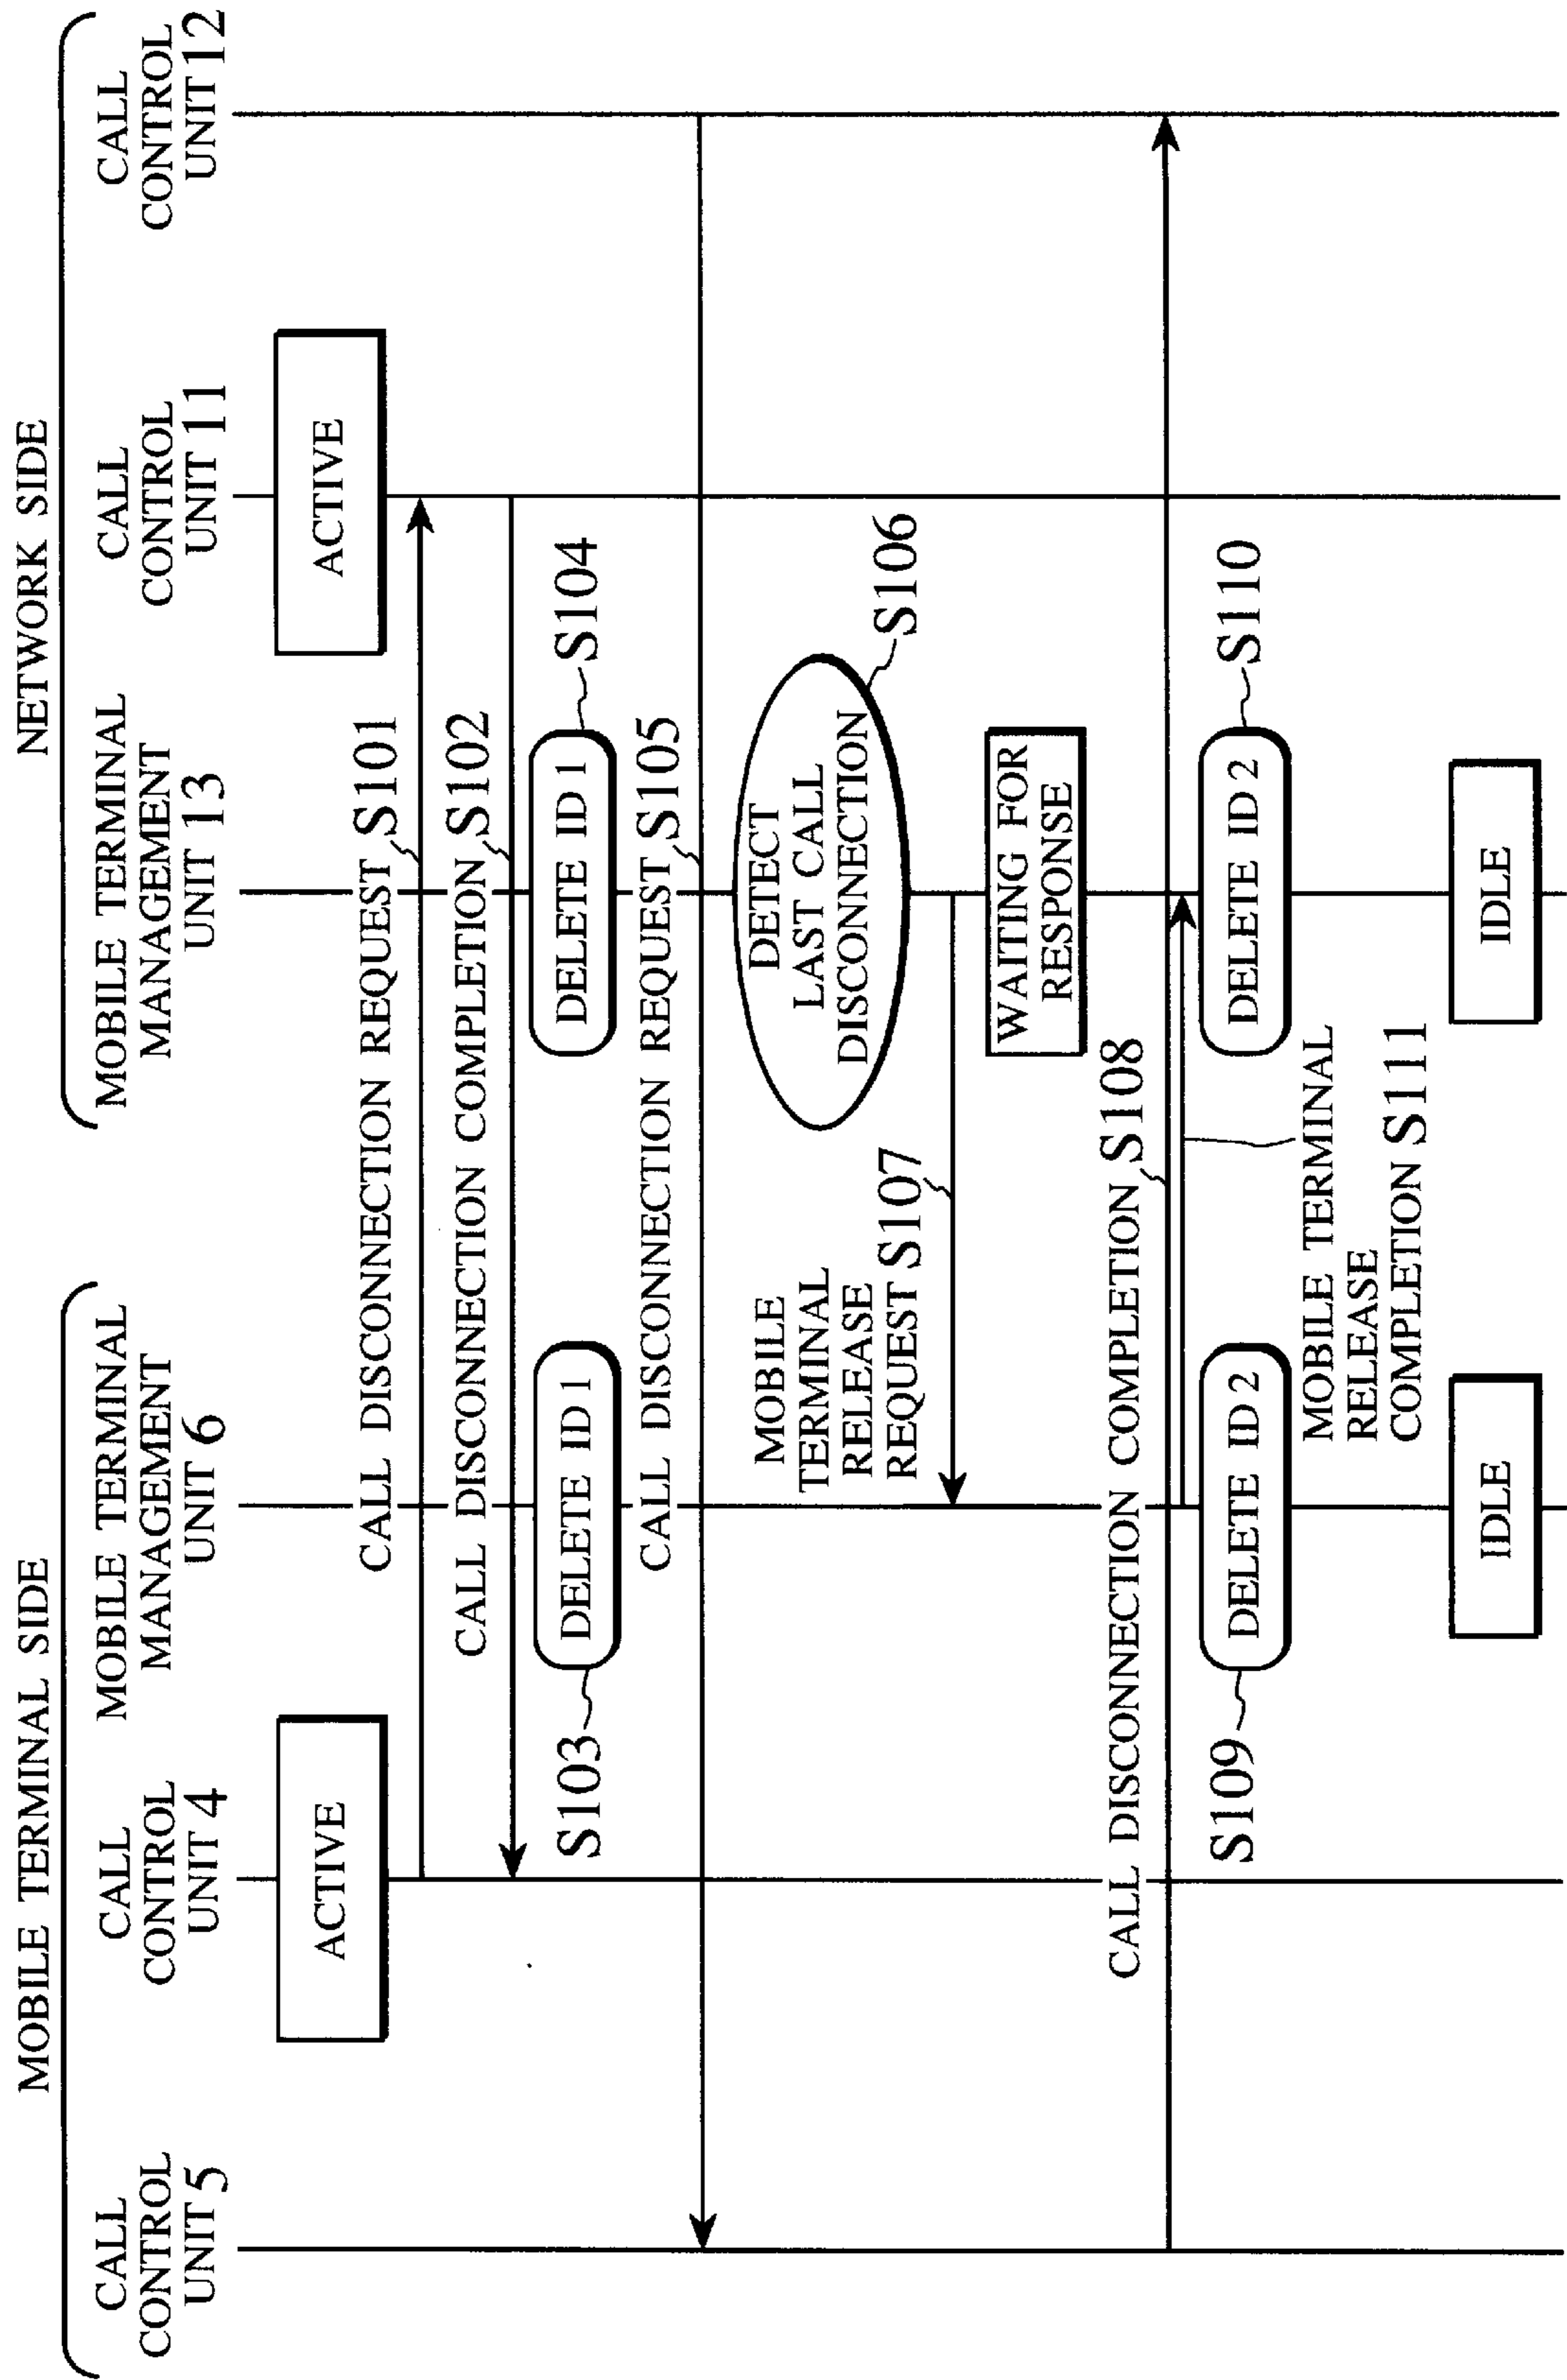 MOBILE TERMINAL SIDE
NETWORK SIDE
CALL
CONTROL
UNIT 5
CALL
CONTROL
UNIT 4
MOBILE TERMINAL
MANAGEMENT
UNIT 6
MOBILE TERMINAL
MANAGEMENT
UNIT 13
CALL
CONTROL
UNIT 11
CALL
CONTROL
UNIT 12
ACTIVE
ACTIVE
CALL DISCONNECTION REQUEST S101
CALL DISCONNECTION COMPLETION S102
S103
DELETE ID 1
DELETE ID 1
S104
CALL DISCONNECTION REQUEST S105
DETECT
LAST CALL
DISCONNECTION
S106
MOBILE
TERMINAL
RELEASE
REQUEST S107
WAITING FOR
RESPONSE
CALL DISCONNECTION COMPLETION S108
S109
DELETE ID 2
DELETE ID 2
S110
MOBILE TERMINAL
RELEASE
COMPLETION S111
IDLE
IDLE